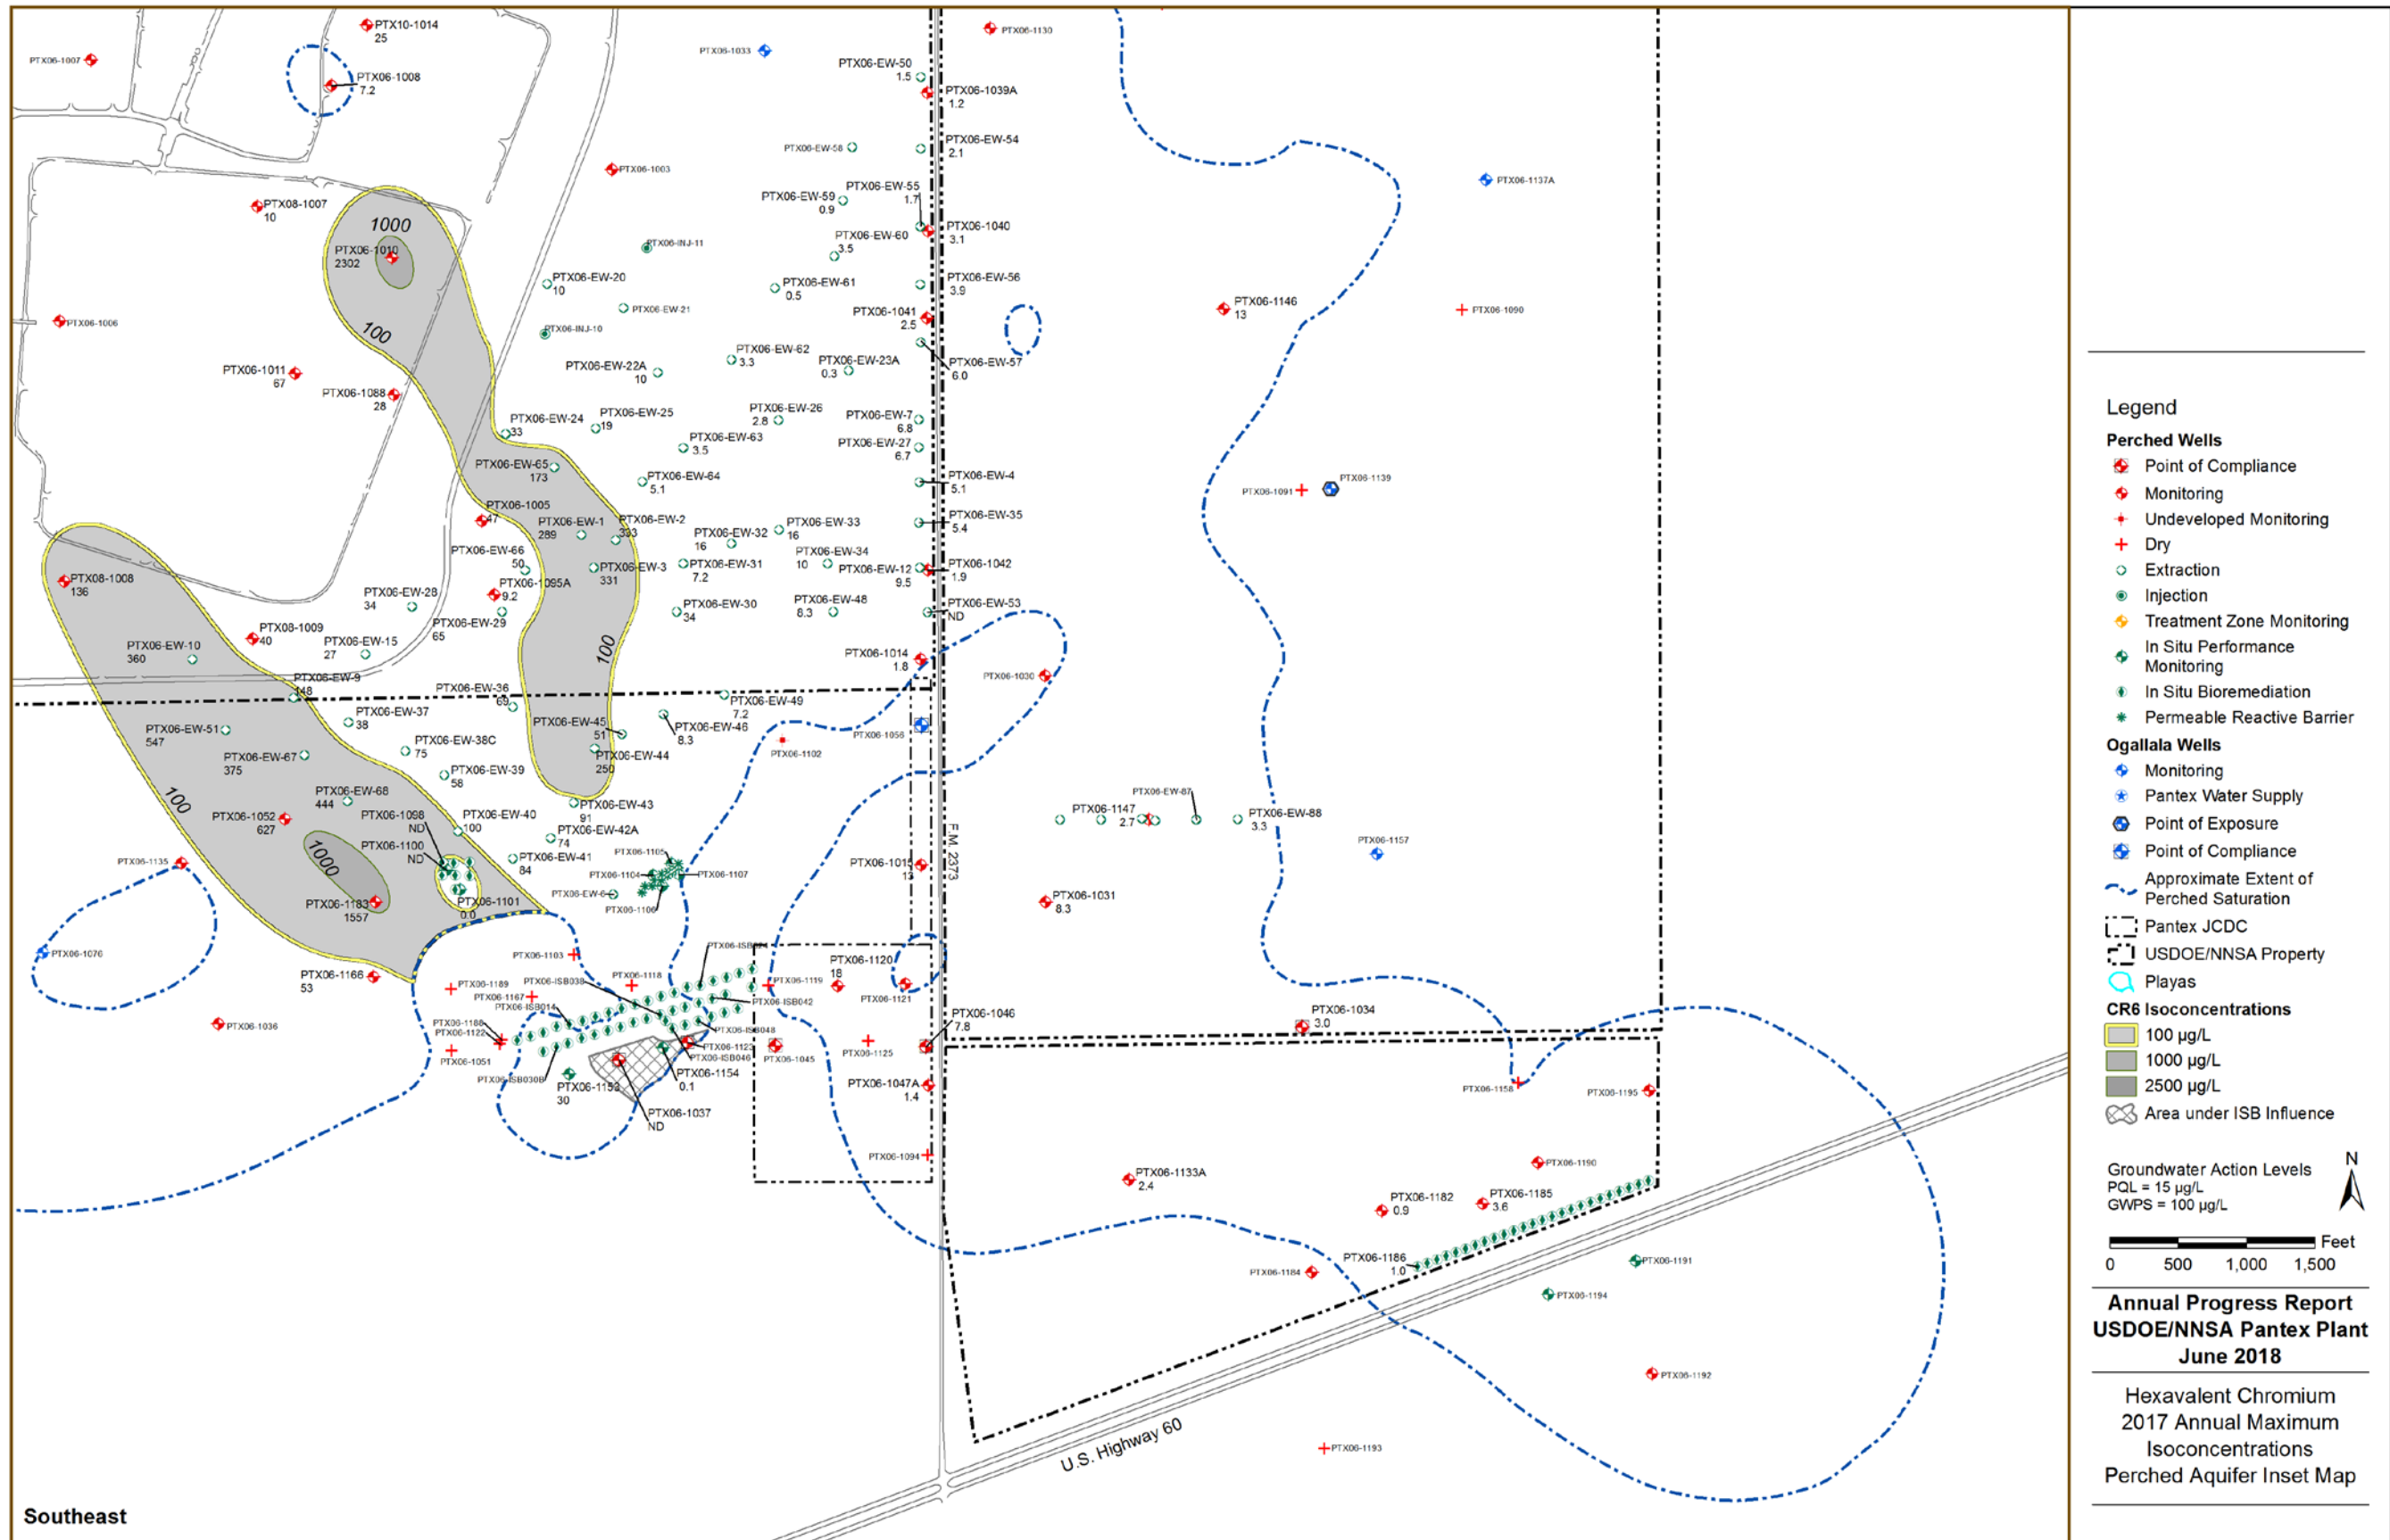 PTX10-1014
25
PTX06-1007
PTX06-1008
7.2
PTX06-1033
PTX06-EW-50
1.5
PTX06-1130
PTX06-1039A
1.2
PTX06-EW-54
2.1
PTX06-EW-58
PTX06-1003
PTX06-EW-55
1.7
PTX06-EW-59
0.9
PTX06-1137A
PTX08-1007
10
1000
PTX06-1010
2302
PTX06-INJ-11
PTX06-EW-60
3.5
PTX06-1040
3.1
PTX06-EW-20
10
PTX06-EW-61
0.5
PTX06-EW-56
3.9
PTX06-EW-21
PTX06-1041
2.5
PTX06-1146
13
PTX06-1090
PTX06-1006
100
PTX06-INJ-10
PTX06-EW-62
3.3
PTX06-EW-23A
0.3
PTX06-EW-57
6.0
PTX06-1011
67
PTX06-EW-22A
10
PTX06-1088
28
PTX06-EW-24
33
PTX06-EW-25
19
PTX06-EW-26
2.8
PTX06-EW-7
6.8
PTX06-EW-63
3.5
PTX06-EW-27
6.7
PTX06-EW-65
173
PTX06-EW-64
5.1
PTX06-EW-4
5.1
PTX06-1091
PTX06-1139
PTX06-1005
47
PTX06-EW-1
289
PTX06-EW-2
333
PTX06-EW-32
16
PTX06-EW-33
16
PTX06-EW-35
5.4
PTX06-EW-66
50
PTX06-EW-3
331
PTX06-EW-31
7.2
PTX06-EW-34
10
PTX06-EW-12
9.5
PTX06-1042
1.9
PTX08-1008
136
PTX06-1095A
9.2
PTX06-EW-28
34
PTX06-EW-29
65
PTX06-EW-30
34
PTX06-EW-48
8.3
PTX06-EW-53
ND
PTX08-1009
40
PTX06-EW-15
27
PTX06-EW-10
360
100
PTX06-1014
1.8
PTX06-1030
PTX06-EW-9
148
PTX06-EW-36
69
PTX06-EW-49
7.2
PTX06-EW-37
38
PTX06-EW-51
547
PTX06-EW-45
51
PTX06-EW-46
8.3
PTX06-1056
PTX06-EW-67
375
PTX06-EW-38C
75
PTX06-EW-44
250
PTX06-1102
PTX06-EW-39
58
100
PTX06-EW-68
444
PTX06-EW-43
91
PTX06-EW-87
PTX06-1052
627
PTX06-1098
ND
PTX06-EW-40
100
PTX06-1147
2.7
PTX06-EW-88
3.3
PTX06-EW-42A
74
PTX06-1100
ND
1000
PTX06-EW-41
84
PTX06-1105
F.M. 2373
PTX06-1157
PTX06-1135
PTX06-1104
PTX06-1107
PTX06-1015
13
PTX06-EW-6
PTX06-1106
PTX06-1183
1557
PTX06-1101
0.0
PTX06-1031
8.3
PTX06-1076
PTX06-1103
PTX06-1166
53
PTX06-ISB038
PTX06-1118
PTX06-1119
PTX06-1120
18
PTX06-1121
PTX06-1189
PTX06-1167
PTX06-ISB014
PTX06-ISB042
PTX06-1036
PTX06-1188
PTX06-1122
PTX06-ISB048
PTX06-1046
7.8
PTX06-1034
3.0
PTX06-1051
PTX06-1123
PTX06-ISB046
PTX06-1045
PTX06-1125
PTX06-ISB030B
PTX06-1153
30
PTX06-1154
0.1
PTX06-1047A
1.4
PTX06-1037
ND
PTX06-1158
PTX06-1195
PTX06-1094
PTX06-1133A
2.4
PTX06-1190
PTX06-1182
0.9
PTX06-1185
3.6
PTX06-1184
PTX06-1186
1.0
PTX06-1191
PTX06-1194
PTX06-1192
PTX06-1193
U.S. Highway 60
Southeast
Legend
Perched Wells
Point of Compliance
Monitoring
Undeveloped Monitoring
Dry
Extraction
Injection
Treatment Zone Monitoring
In Situ Performance
Monitoring
In Situ Bioremediation
Permeable Reactive Barrier
Ogallala Wells
Monitoring
Pantex Water Supply
Point of Exposure
Point of Compliance
Approximate Extent of
Perched Saturation
Pantex JCDC
USDOE/NNSA Property
Playas
CR6 Isoconcentrations
100 µg/L
1000 µg/L
2500 µg/L
Area under ISB Influence
Groundwater Action Levels
PQL = 15 µg/L
GWPS = 100 µg/L
N
Feet
0 500 1,000 1,500
Annual Progress Report
USDOE/NNSA Pantex Plant
June 2018
Hexavalent Chromium
2017 Annual Maximum
Isoconcentrations
Perched Aquifer Inset Map